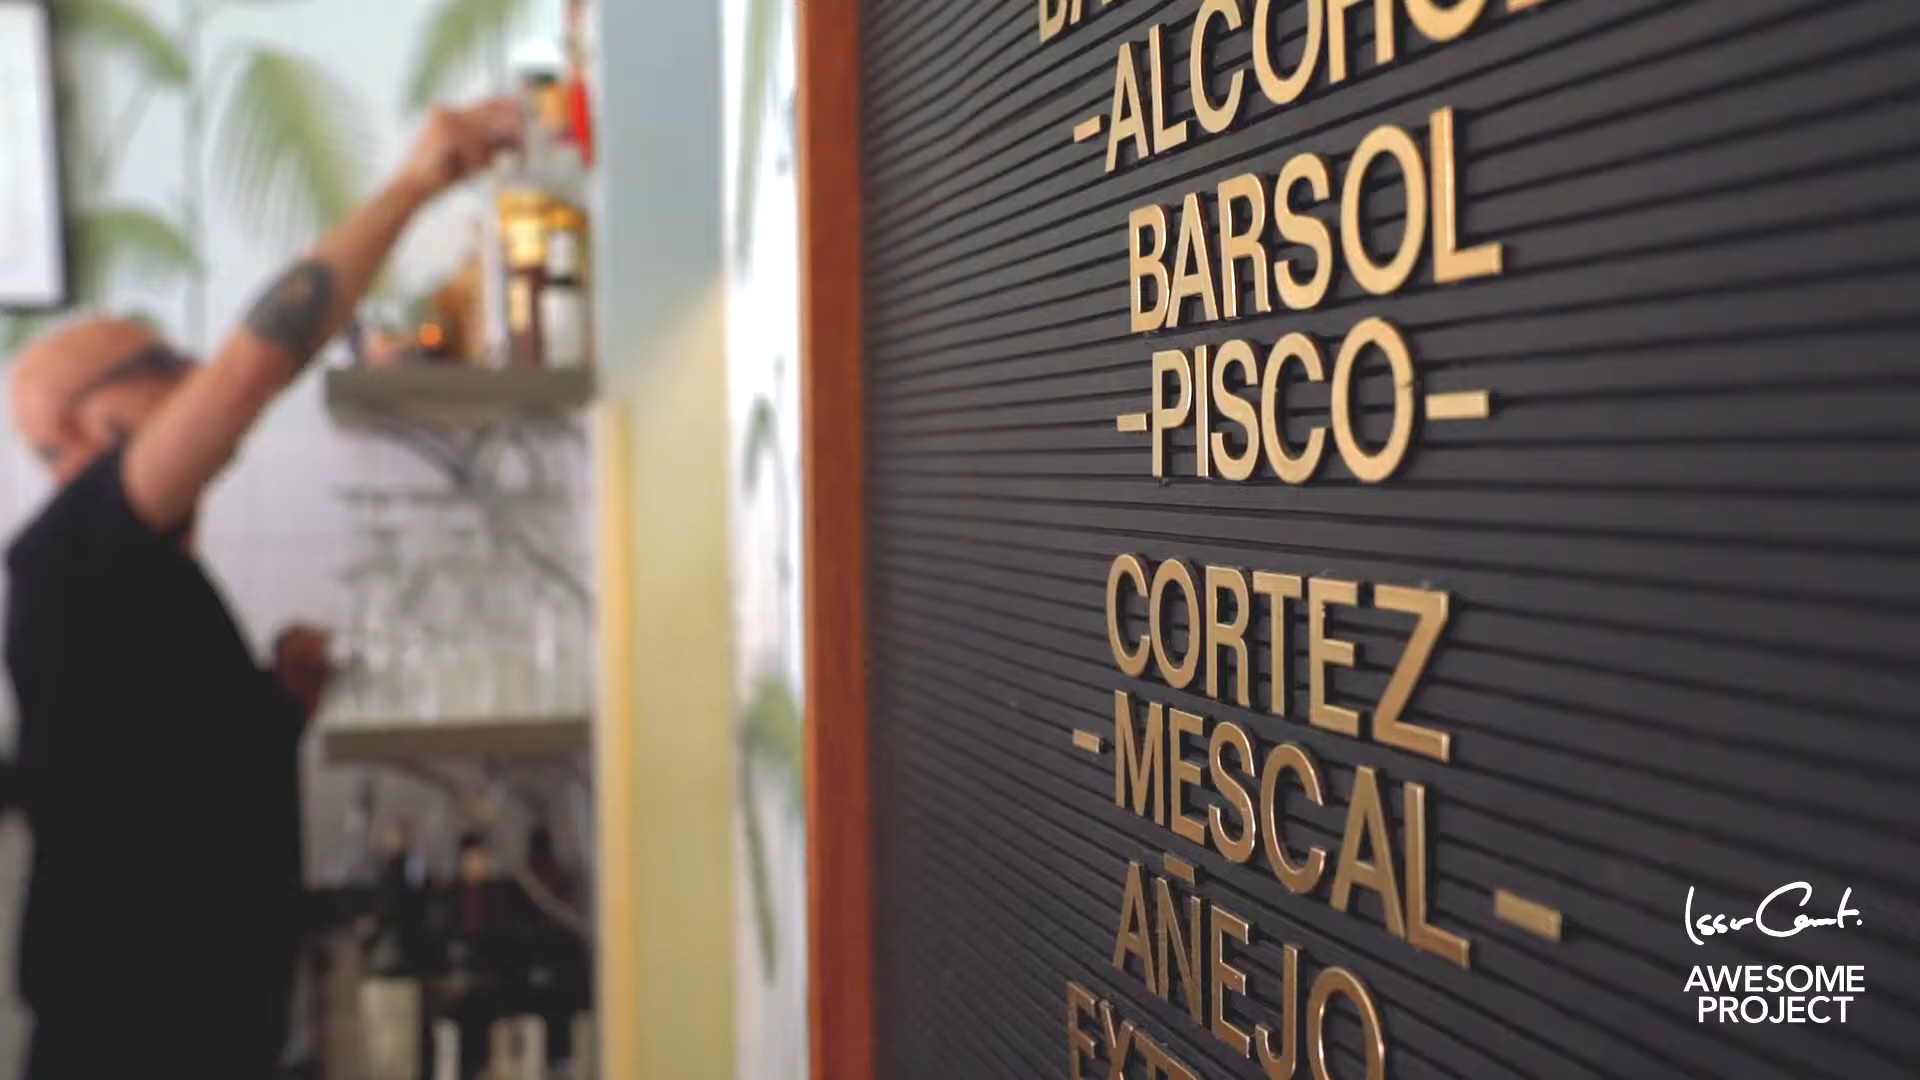 -ALCOHOL
BARSOL
-PISCO-
CORTEZ
-MESCAL-
AÑEJO
AWESOME
PROJECT